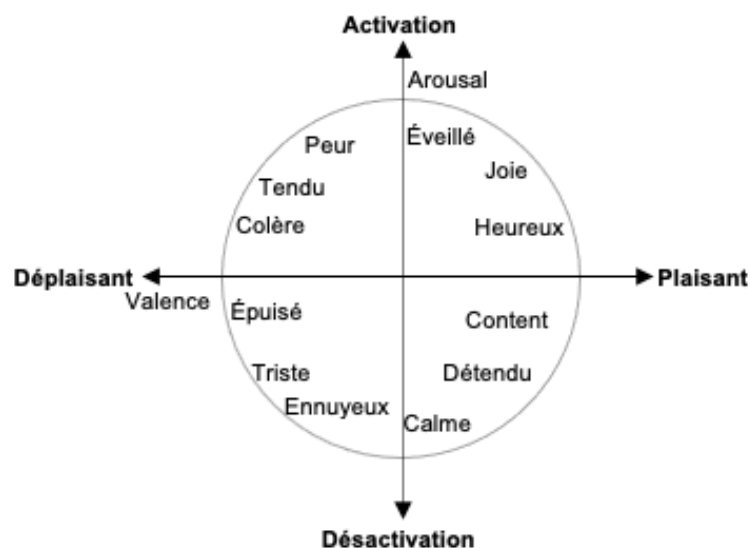 Activation
Arousal
Peur
Éveillé
Joie
Tendu
Colère
Heureux
Déplaisant
Plaisant
Valence
Épuisé
Content
Triste
Détendu
Ennuyeux
Calme
Désactivation